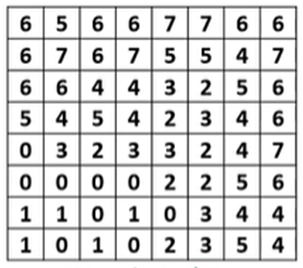 6 5 6 6 7 7 6 6
6 7 6 7 5 5 4 7
6 6 4 4 3 2 5 6
5 4 5 4 2 3 4 6
0 3 2 3 3 2 4 7
0 0 0 0 2 2 5 6
1 1 0 1 0 3 4 4
1 0 1 0 2 3 5 4